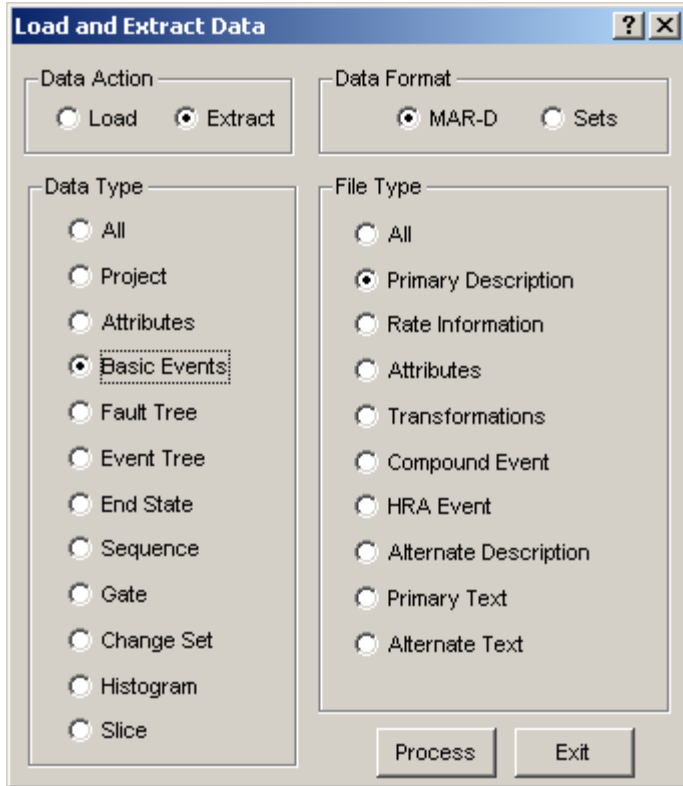 Load and Extract Data
Data Action
Load
Extract
Data Format
MAR-D
Sets
Data Type
All
Project
Attributes
Basic Events
Fault Tree
Event Tree
End State
Sequence
Gate
Change Set
Histogram
Slice
File Type
All
Primary Description
Rate Information
Attributes
Transformations
Compound Event
HRA Event
Alternate Description
Primary Text
Alternate Text
Process
Exit